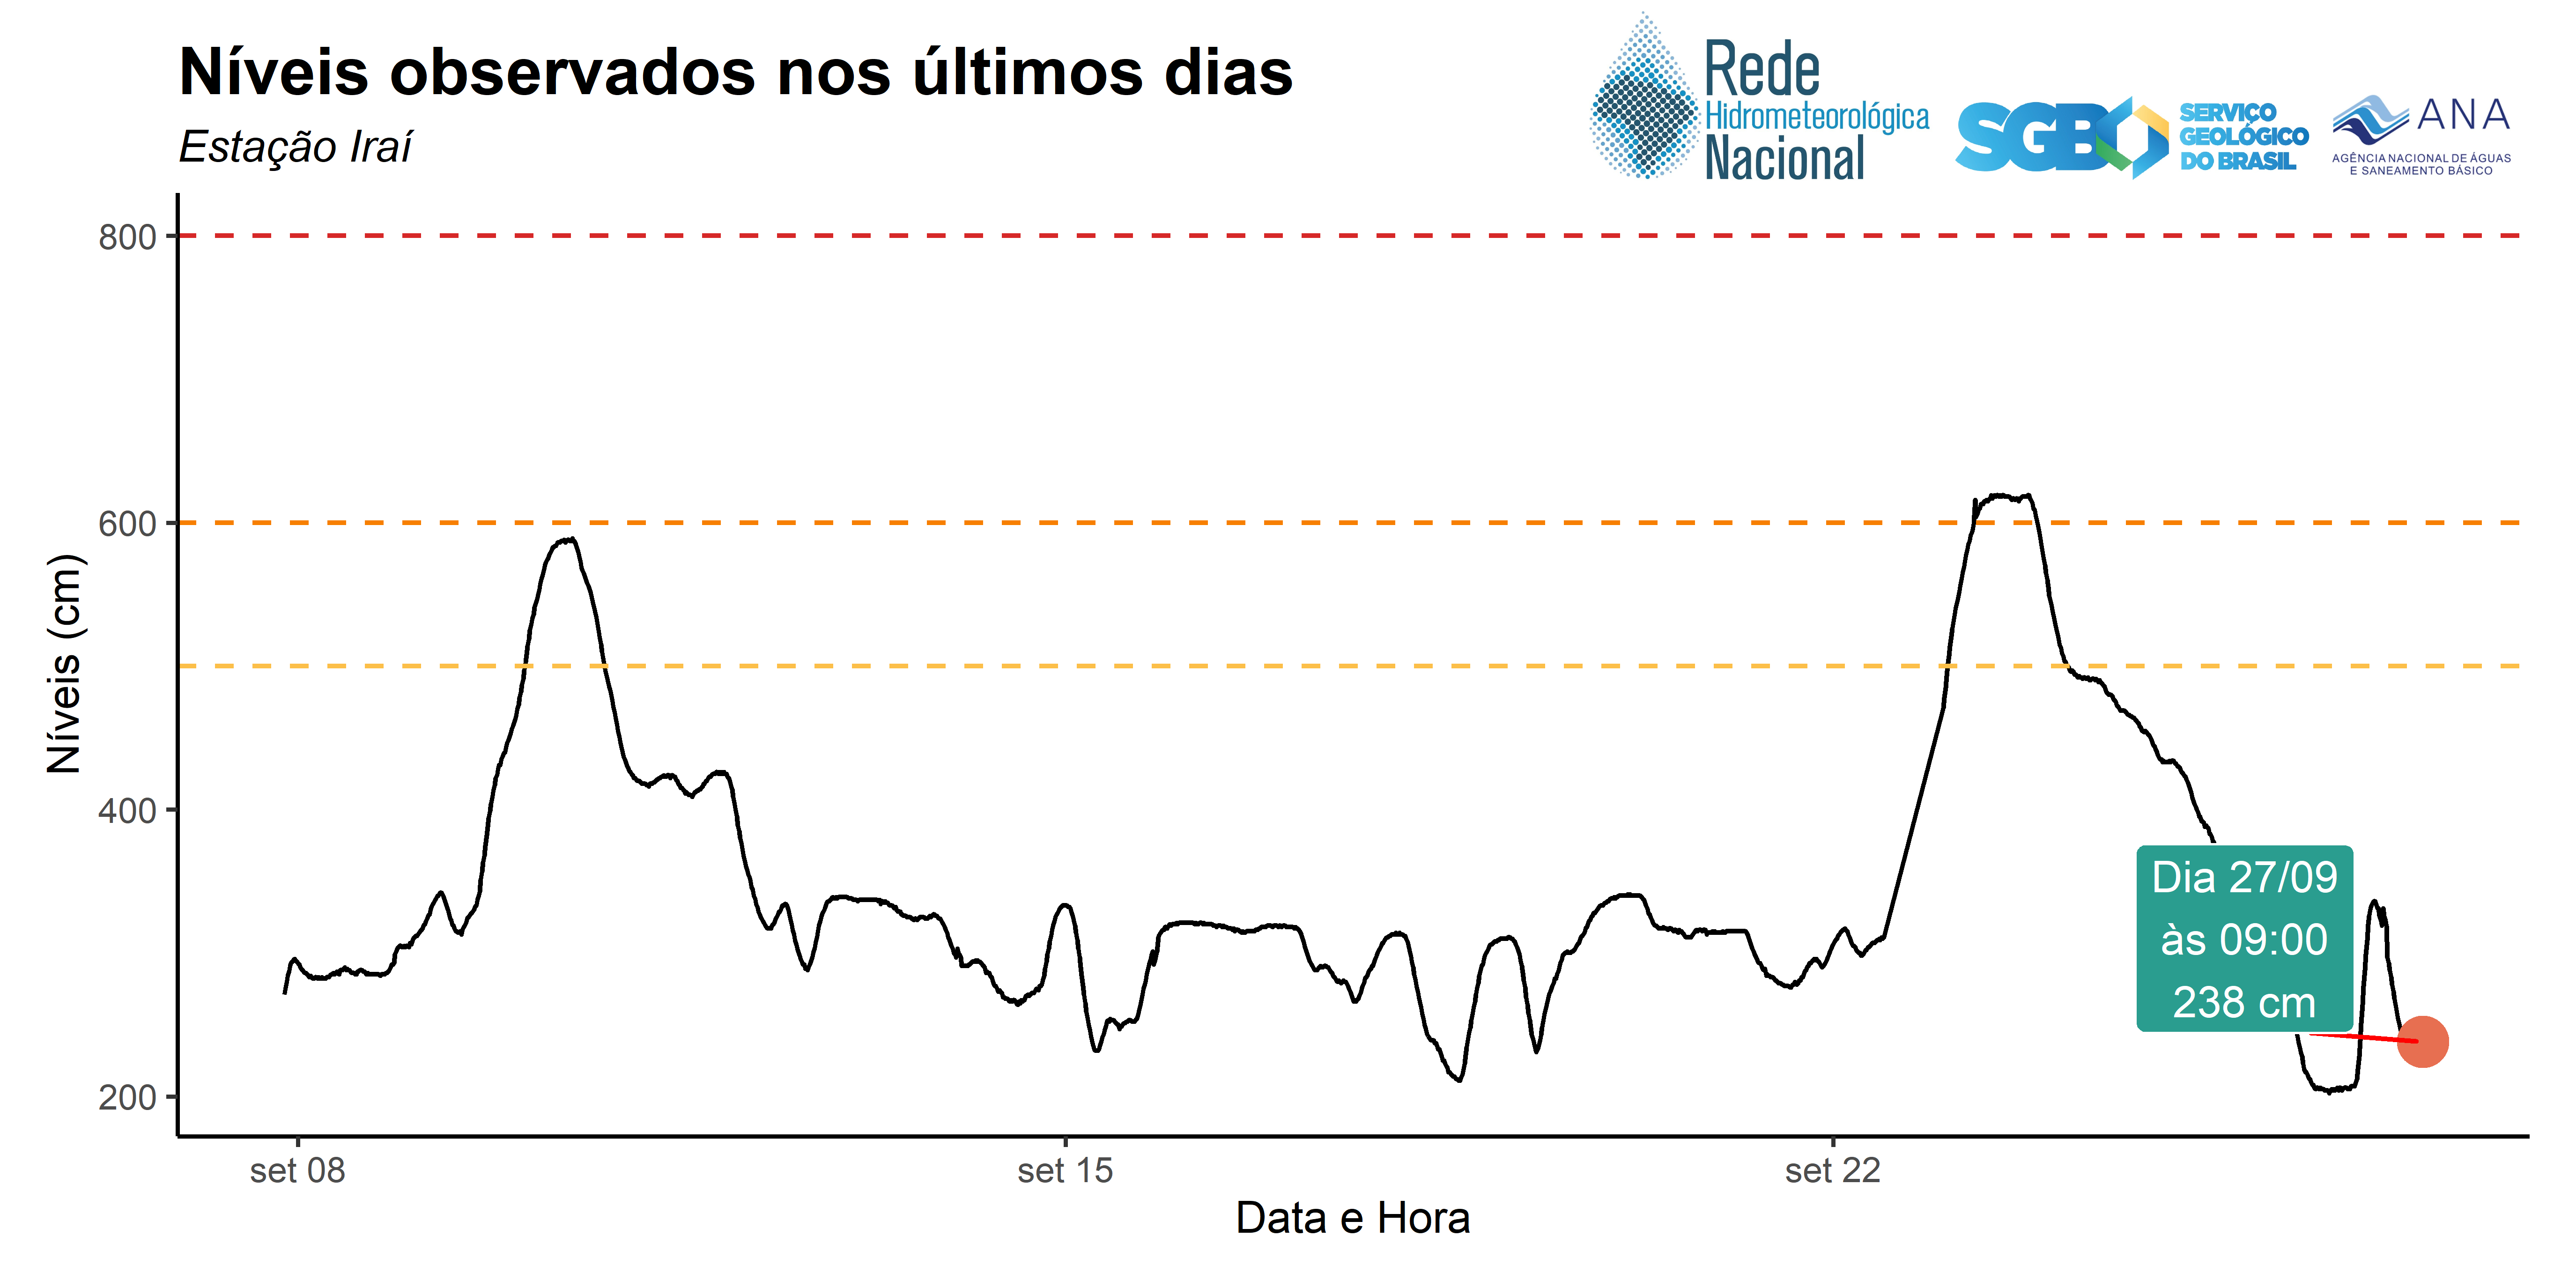 Níveis observados nos últimos dias
Estação Iraí
Rede
Hidrometeorológica
Nacional
SGB
SERVIÇO
GEOLÓGICO
DO BRASIL
ANA
AGÊNCIA NACIONAL DE ÁGUAS
E SANEAMENTO BÁSICO
Níveis (cm)
800
600
400
200
Dia 27/09
às 09:00
238 cm
set 08
set 15
set 22
Data e Hora